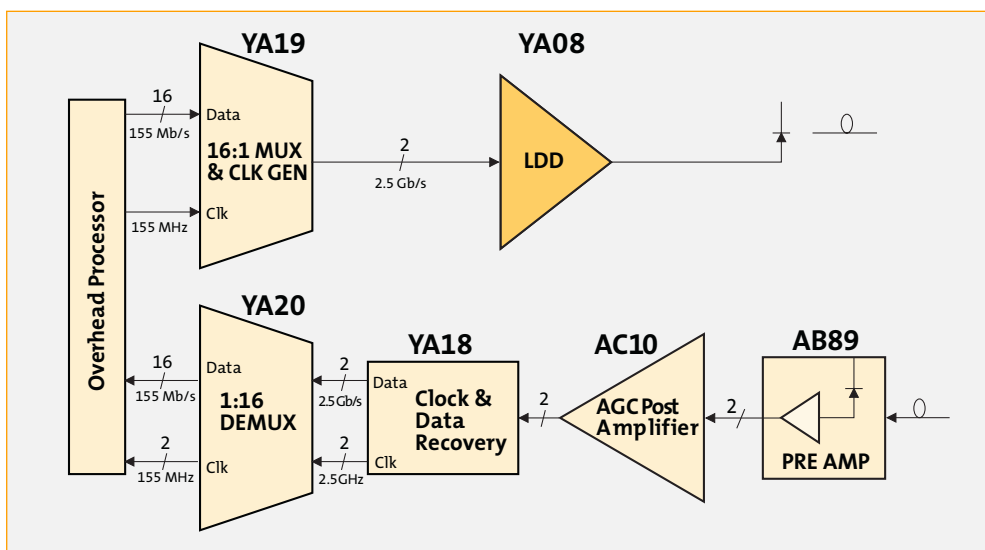 YA19
YA08
16
155 Mb/s
Data
16:1 MUX
& CLK GEN
2
2.5 Gb/s
LDD
155 MHz
Clk
Overhead Processor
YA20
YA18
AC10
AB89
16
155 Mb/s
Data
1:16
DEMUX
2
2.5Gb/s
Data
Clock &
Data
Recovery
2
AGC Post
Amplifier
2
PRE AMP
2
155 MHz
Clk
2
2.5GHz
Clk